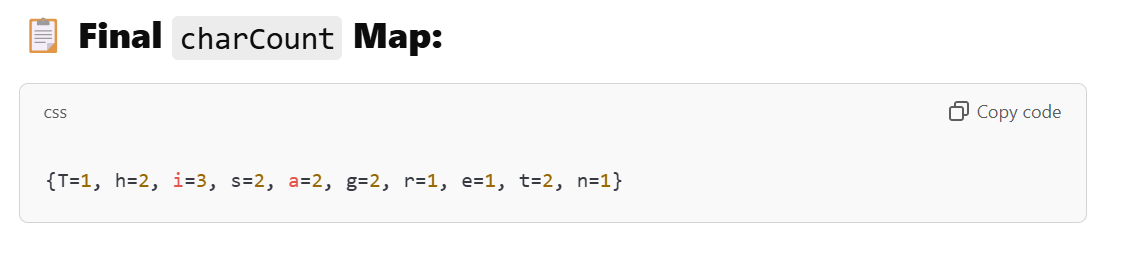 Final charCount Map:
css
Copy code
{T=1, h=2, i=3, s=2, a=2, g=2, r=1, e=1, t=2, n=1}